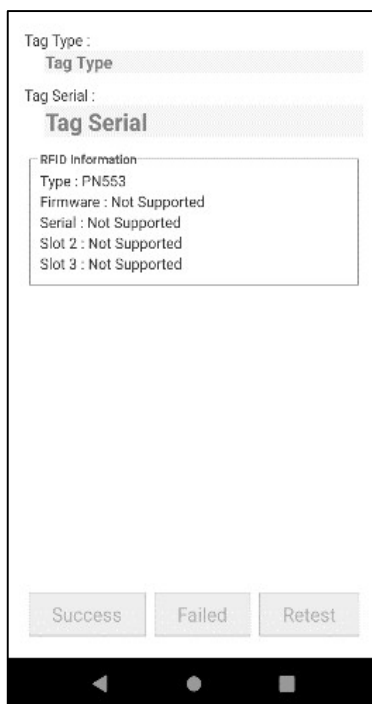 Tag Type :
Tag Type
Tag Serial :
Tag Serial
RFID Information
Type : PN553
Firmware : Not Supported
Serial : Not Supported
Slot 2 : Not Supported
Slot 3 : Not Supported
Success Failed Retest